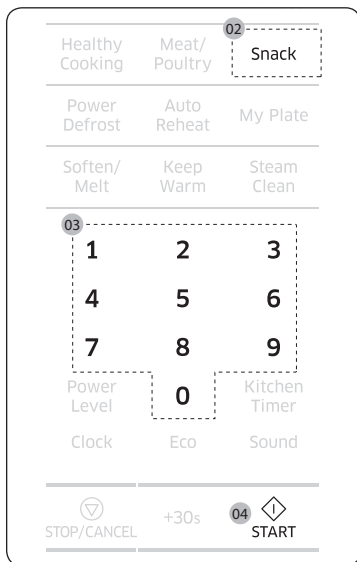 02
Healthy Meat/ Snack
Cooking Poultry
Power Auto My Plate
Defrost Reheat
Soften/ Keep Steam
Melt Warm Clean
03
1 2 3
4 5 6
7 8 9
Power 0 Kitchen
Level Timer
Clock Eco Sound
STOP/CANCEL +30s 04 START